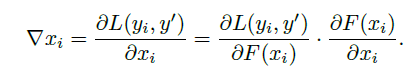 ∇x_i = ∂L(y_i, y′)/∂x_i = ∂L(y_i, y′)/∂F(x_i) · ∂F(x_i)/∂x_i.